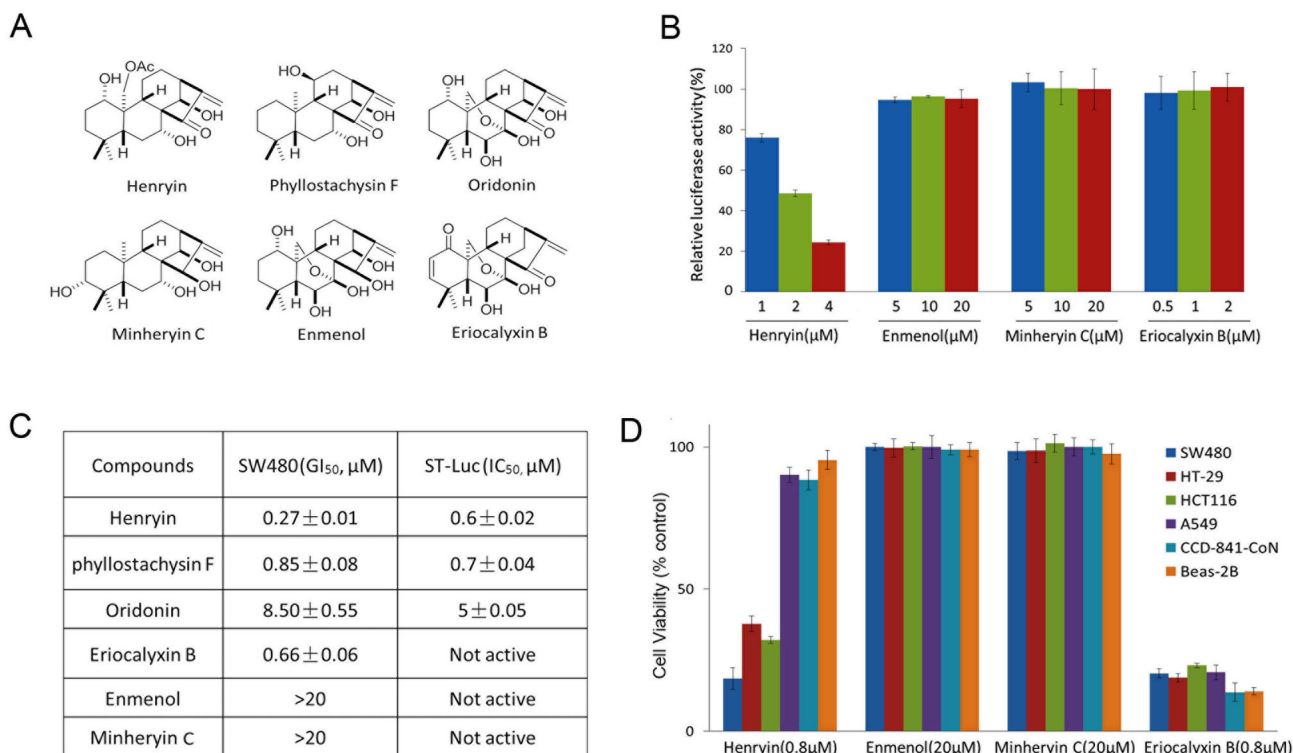 A
OAc
OH
H
OH
O
H
OH
Henryin
HO
H
OH
O
H
OH
Phyllostachysin F
OH
H
OH
O
O
H
OH
OH
Oridonin
H
OH
OH
HO
H
OH
Minheryin C
OH
H
OH
O
OH
H
OH
OH
Enmenol
O
H
O
O
H
OH
OH
Eriocalyxin B
B
Relative luciferase activity(%)
120
100
80
60
40
20
0
1 2 4 5 10 20 5 10 20 0.5 1 2
Henryin(μM) Enmenol(μM) Minheryin C(μM) Eriocalyxin B(μM)
C
Compounds SW480(GI50, μM) ST-Luc(IC50, μM)
Henryin 0.27±0.01 0.6±0.02
phyllostachysin F 0.85±0.08 0.7±0.04
Oridonin 8.50±0.55 5±0.05
Eriocalyxin B 0.66±0.06 Not active
Enmenol >20 Not active
Minheryin C >20 Not active
D
Cell Viability (% control)
100
50
0
SW480
HT-29
HCT116
A549
CCD-841-CoN
Beas-2B
Henryin(0.8μM) Enmenol(20μM) Minheryin C(20μM) Eriocalyxin B(0.8μM)